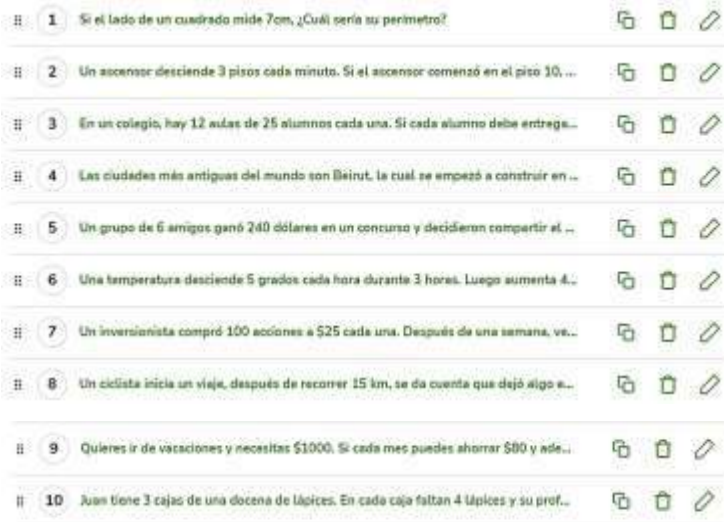 1 Si el lado de un cuadrado mide 7cm, ¿Cuál sería su perímetro?
2 Un ascensor desciende 3 pisos cada minuto. Si el ascensor comenzó en el piso 10, ...
3 En un colegio, hay 12 aulas de 25 alumnos cada una. Si cada alumno debe entrega...
4 Las ciudades más antiguas del mundo son Beirut, la cual se empezó a construir en ...
5 Un grupo de 6 amigos ganó 240 dólares en un concurso y decidieron compartir el ...
6 Una temperatura desciende 5 grados cada hora durante 3 horas. Luego aumenta 4...
7 Un inversionista compró 100 acciones a $25 cada una. Después de una semana, ve...
8 Un ciclista inicia un viaje, después de recorrer 15 km, se da cuenta que dejó algo e...
9 Quieres ir de vacaciones y necesitas $1000. Si cada mes puedes ahorrar $80 y ade...
10 Juan tiene 3 cajas de una docena de lápices. En cada caja faltan 4 lápices y su prof...